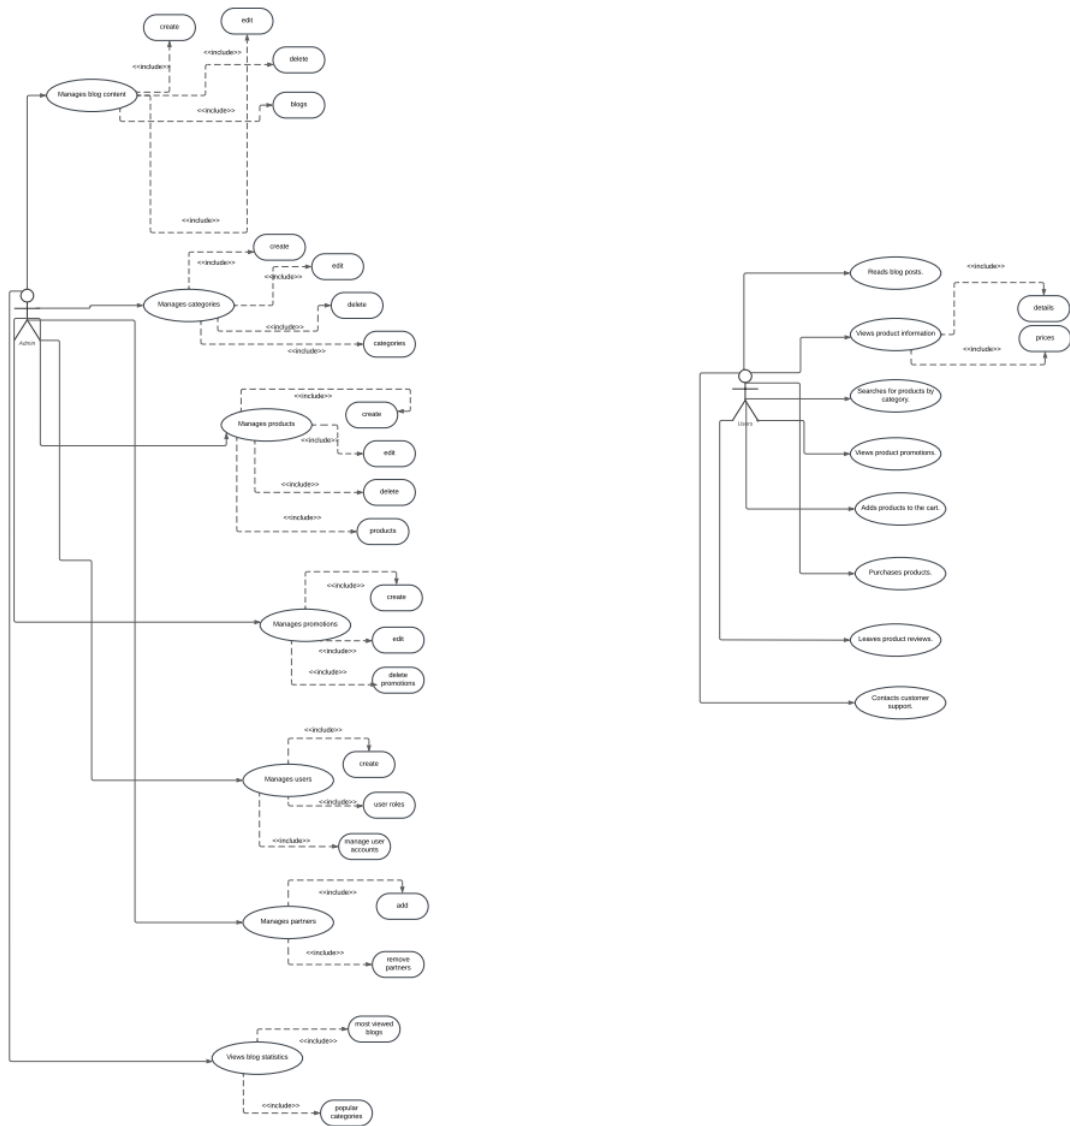 create
edit
<<include>>
<<include>>
delete
Manages blog content
<<include>>
blogs
<<include>>
create
<<include>>
edit
<<include>>
Manages categories
delete
<<include>>
categories
<<include>>
Admin
<<include>>
create
Manages products
<<include>>
edit
<<include>>
delete
<<include>>
products
<<include>>
create
Manages promotions
edit
<<include>>
<<include>>
delete
promotions
<<include>>
create
Manages users
<<include>>
user roles
<<include>>
manage user
accounts
<<include>>
add
Manages partners
<<include>>
remove
partners
most viewed
blogs
<<include>>
Views blog statistics
<<include>>
popular
categories
Reads blog posts.
<<include>>
details
Views product information
prices
<<include>>
Searches for products by
category.
Users
Views product promotions.
Adds products to the cart.
Purchases products.
Leaves product reviews.
Contacts customer
support.